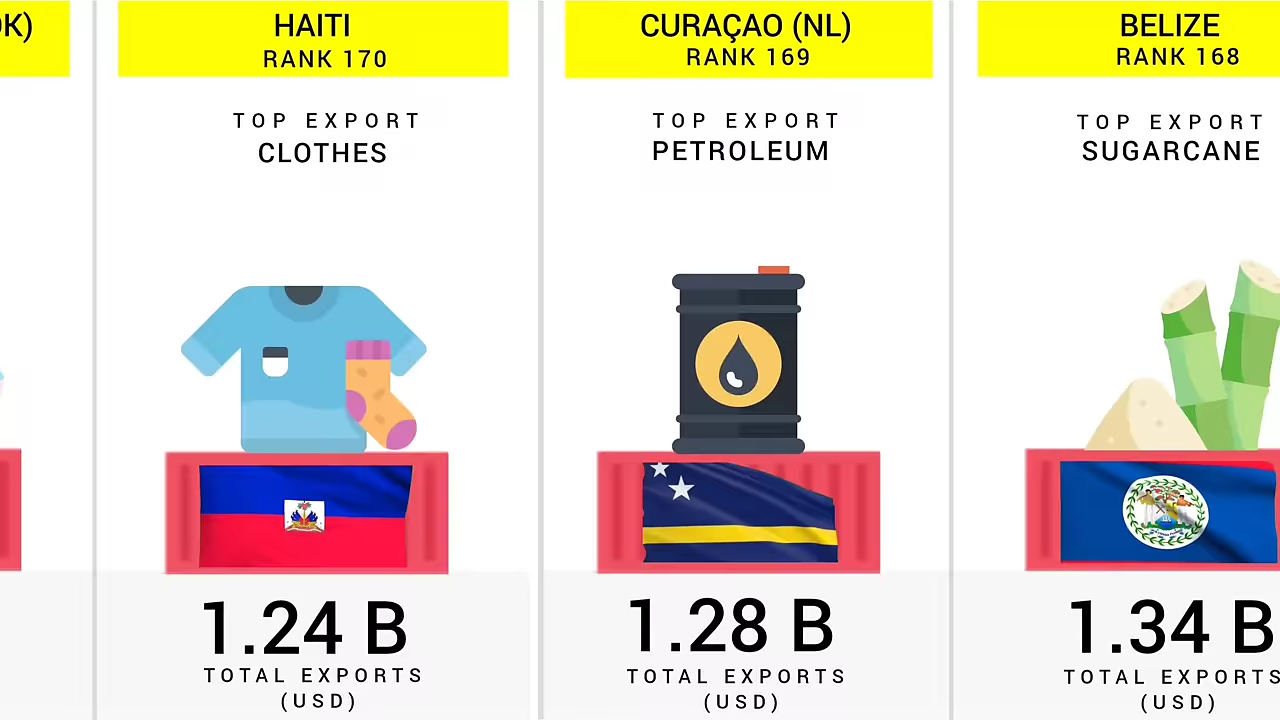 K)
HAITI
RANK 170
TOP EXPORT
CLOTHES
1.24 B
TOTAL EXPORTS
(USD)
CURAÇAO (NL)
RANK 169
TOP EXPORT
PETROLEUM
1.28 B
TOTAL EXPORTS
(USD)
BELIZE
RANK 168
TOP EXPORT
SUGARCANE
1.34 B
TOTAL EXPORTS
(USD)